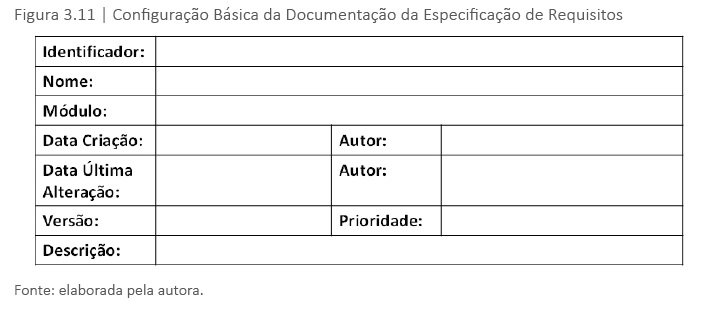 Figura 3.11 | Configuração Básica da Documentação da Especificação de Requisitos
Identificador:
Nome:
Módulo:
Data Criação: Autor:
Data Última Autor:
Alteração:
Versão: Prioridade:
Descrição:
Fonte: elaborada pela autora.